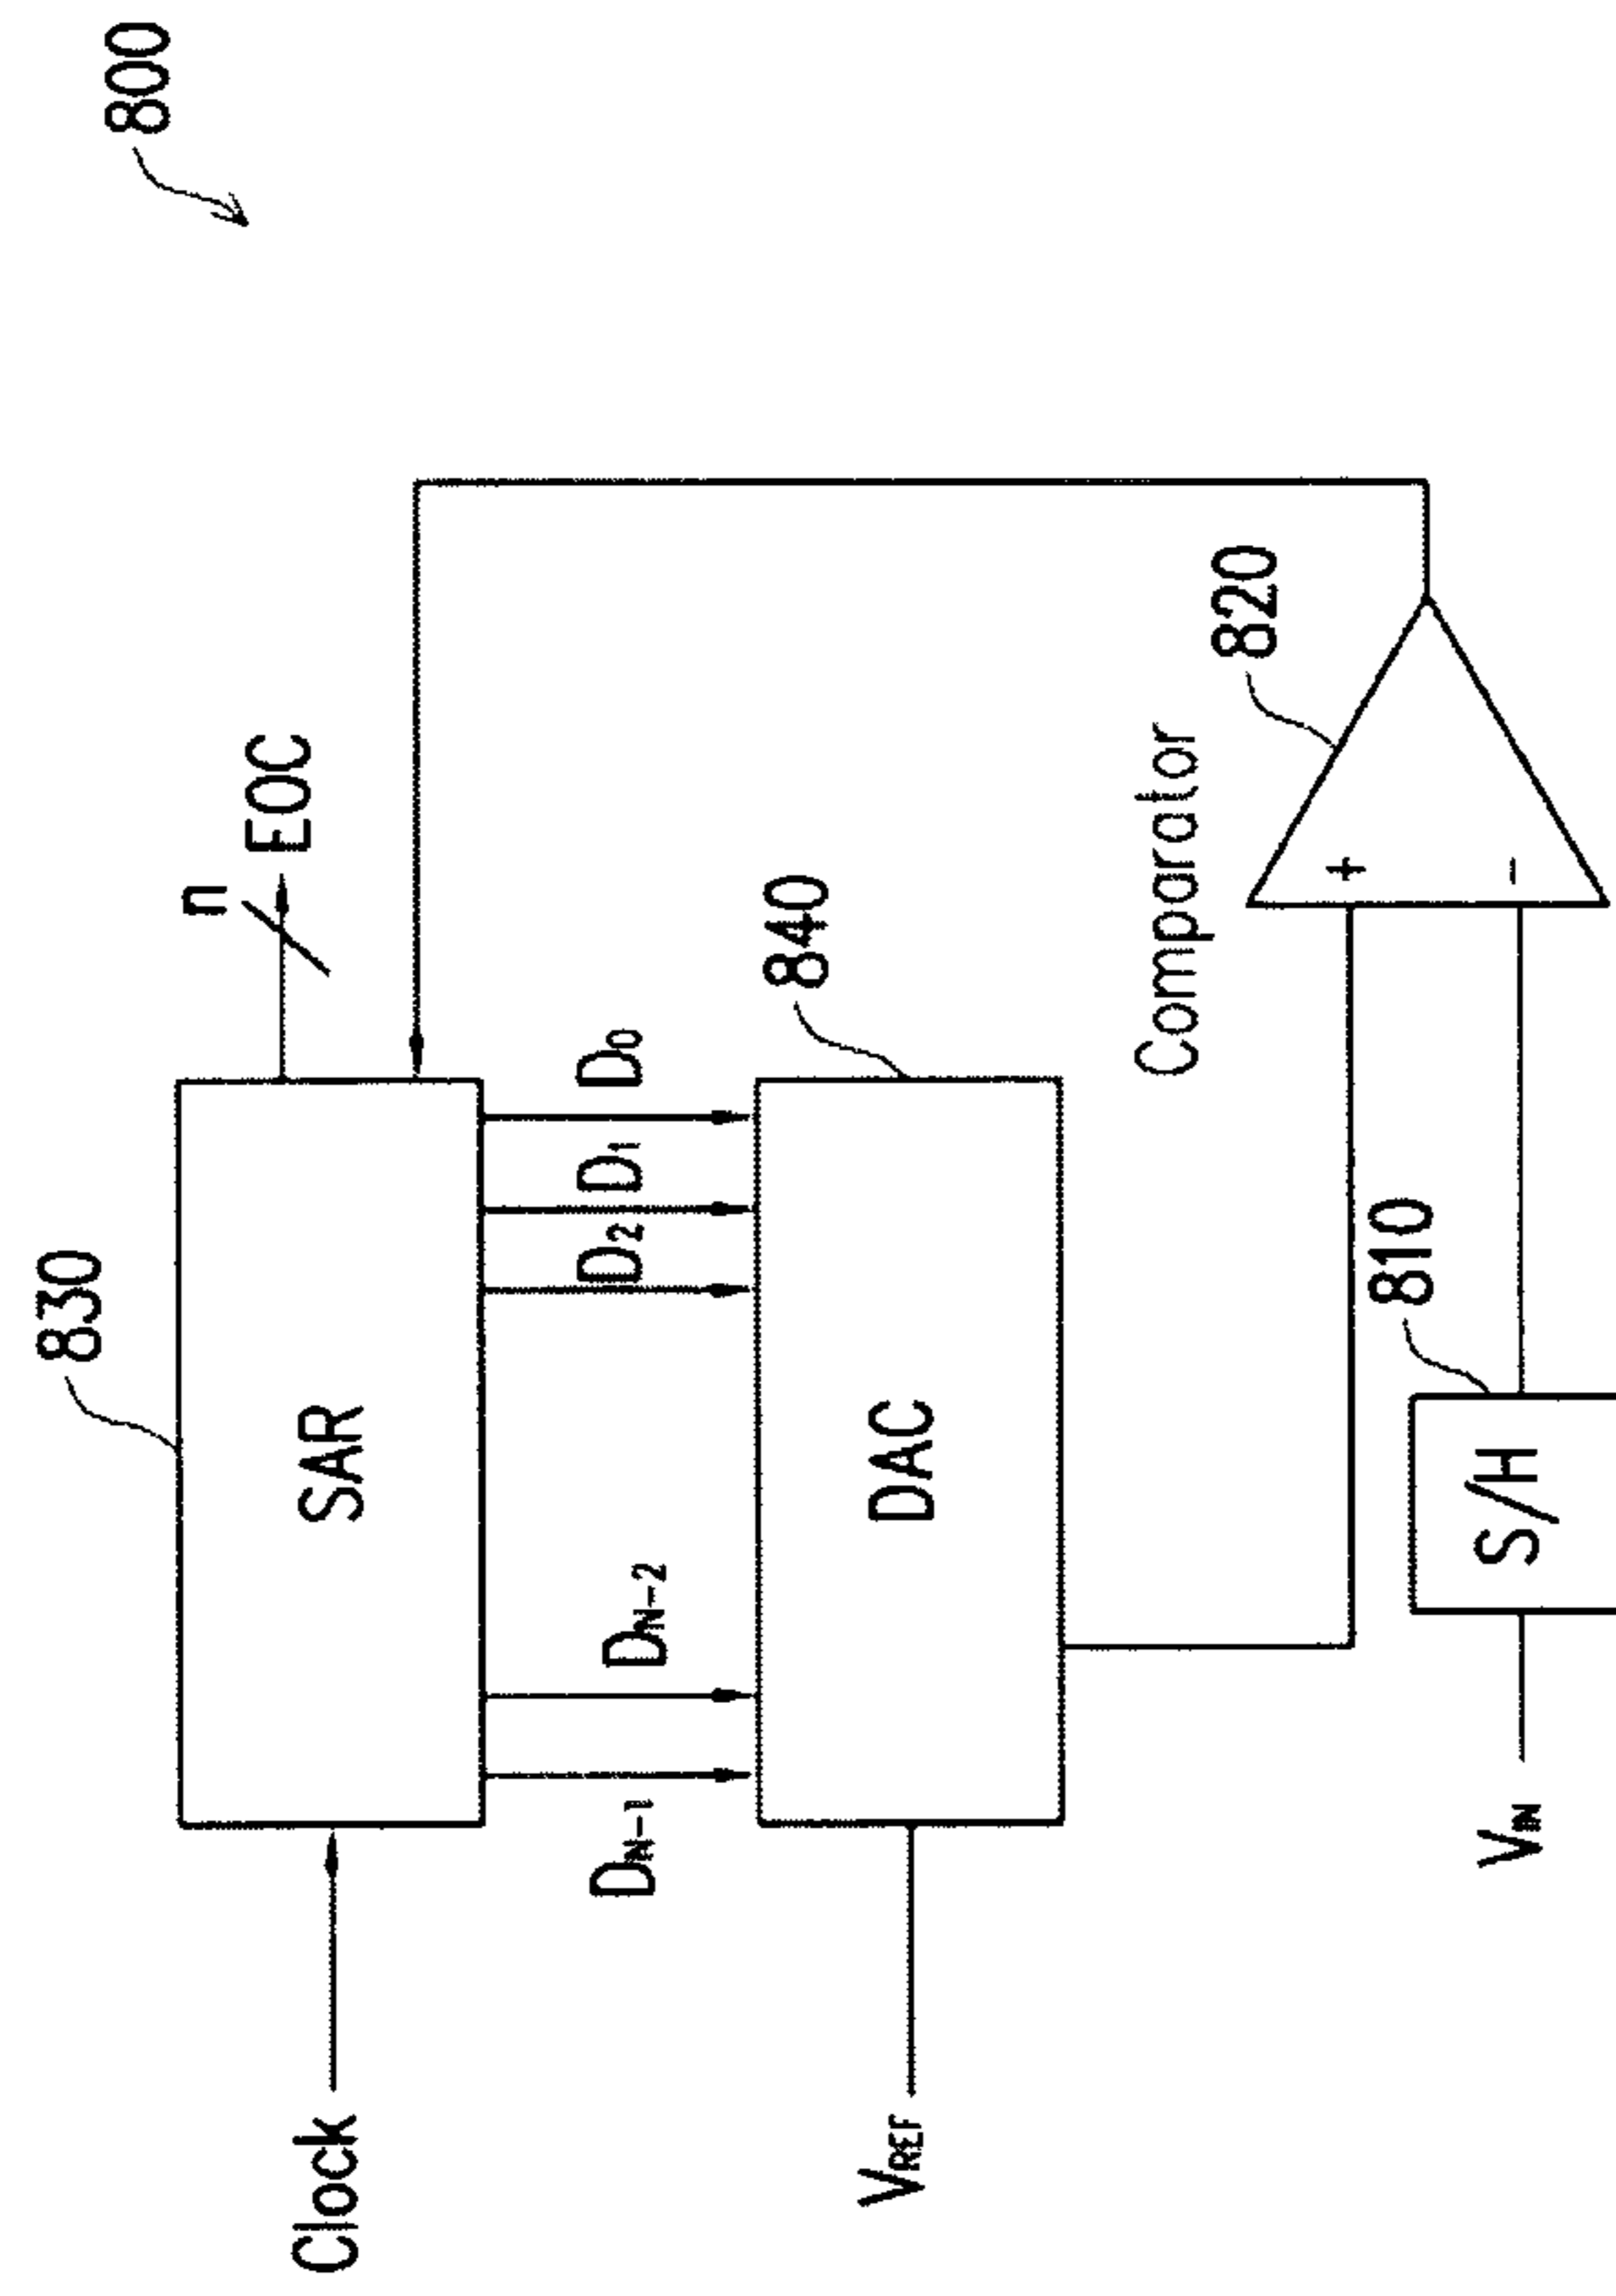 800
830
Clock
SAR
n
EOC
DN-1
DN-2
D2
D1
D0
840
VREF
DAC
Comparator
820
+
-
810
VIN
S/H